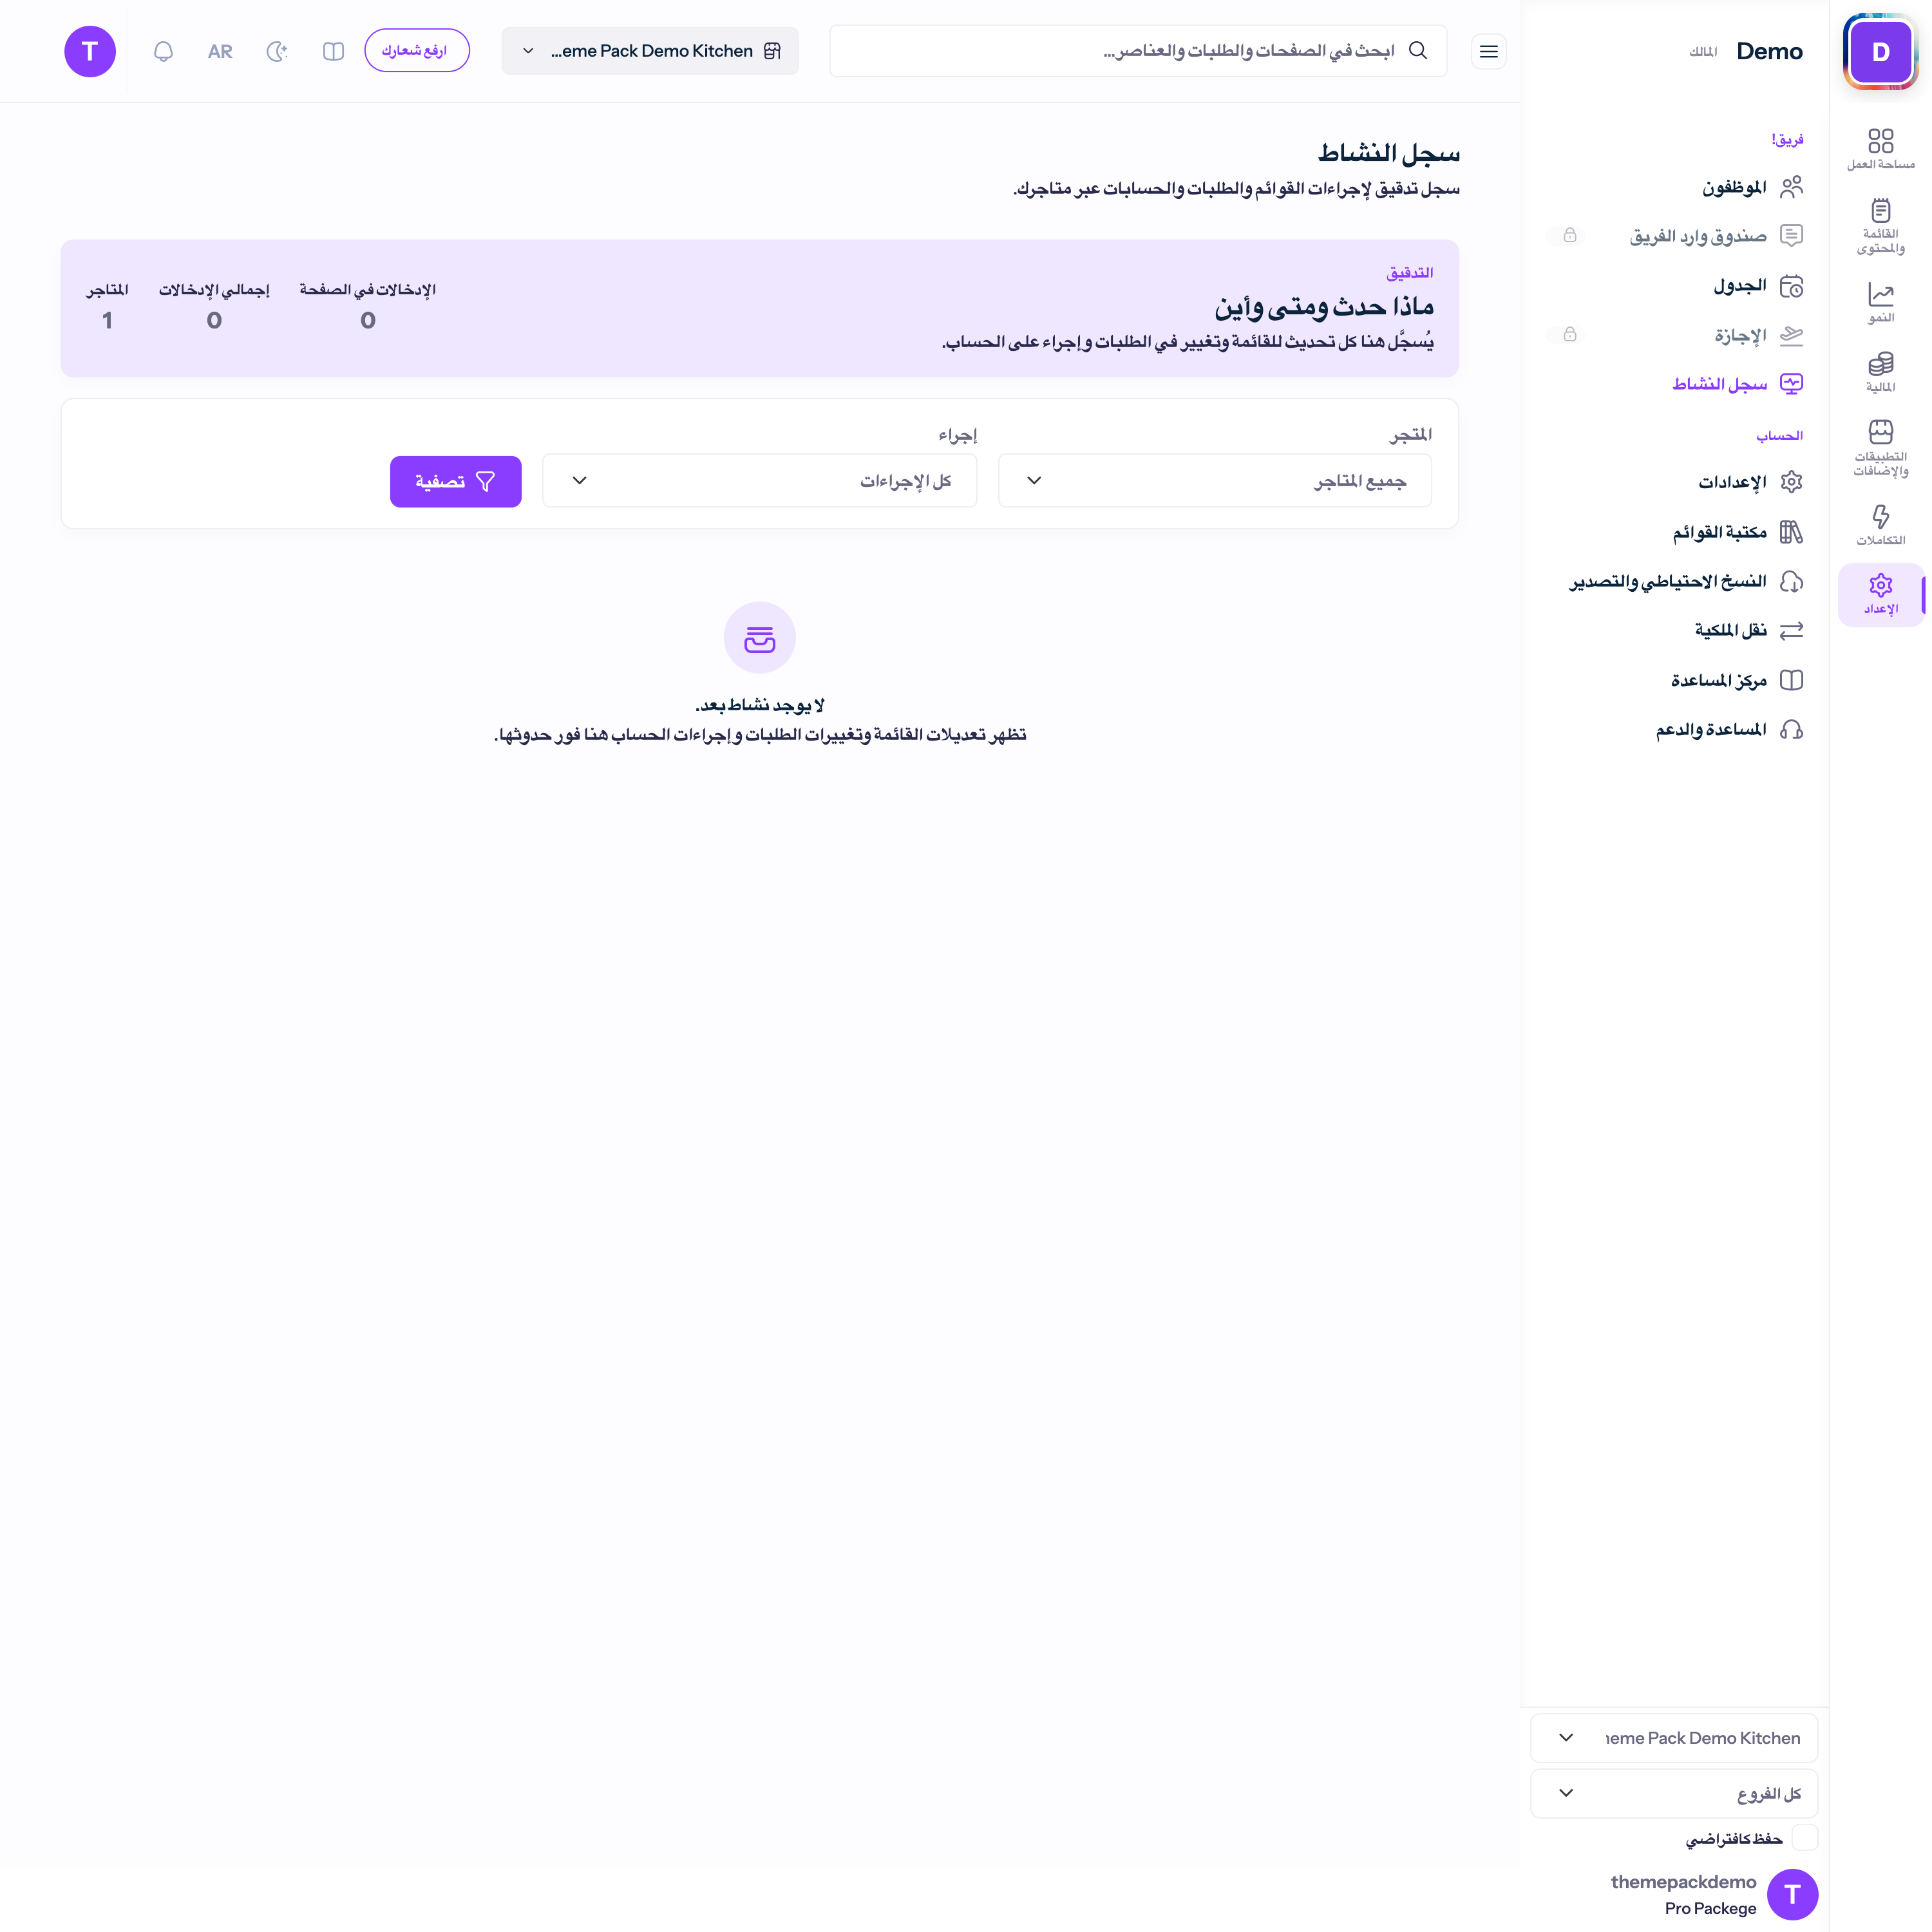 D
مساحة العمل
القائمة
والمحتوى
النمو
المالية
التطبيقات
والإضافات
التكاملات
الإعداد
Demo المالك
فريق!
الموظفون
صندوق وارد الفريق
الجدول
الإجازة
سجل النشاط
الحساب
الإعدادات
مكتبة القوائم
النسخ الاحتياطي والتصدير
نقل الملكية
مركز المساعدة
المساعدة والدعم
eme Pack Demo Kitchen
كل الفروع
حفظ كافتراضي
T
themepackdemo
Pro Packege
ابحث في الصفحات والطلبات والعناصر...
...eme Pack Demo Kitchen
ارفع شعارك
AR
T
سجل النشاط
سجل تدقيق لإجراءات القوائم والطلبات والحسابات عبر متاجرك.
التدقيق
ماذا حدث ومتى وأين
يُسجَّل هنا كل تحديث للقائمة وتغيير في الطلبات وإجراء على الحساب.
الإدخالات في الصفحة
0
إجمالي الإدخالات
0
المتاجر
1
المتجر
جميع المتاجر
إجراء
كل الإجراءات
تصفية
لا يوجد نشاط بعد.
تظهر تعديلات القائمة وتغييرات الطلبات وإجراءات الحساب هنا فور حدوثها.